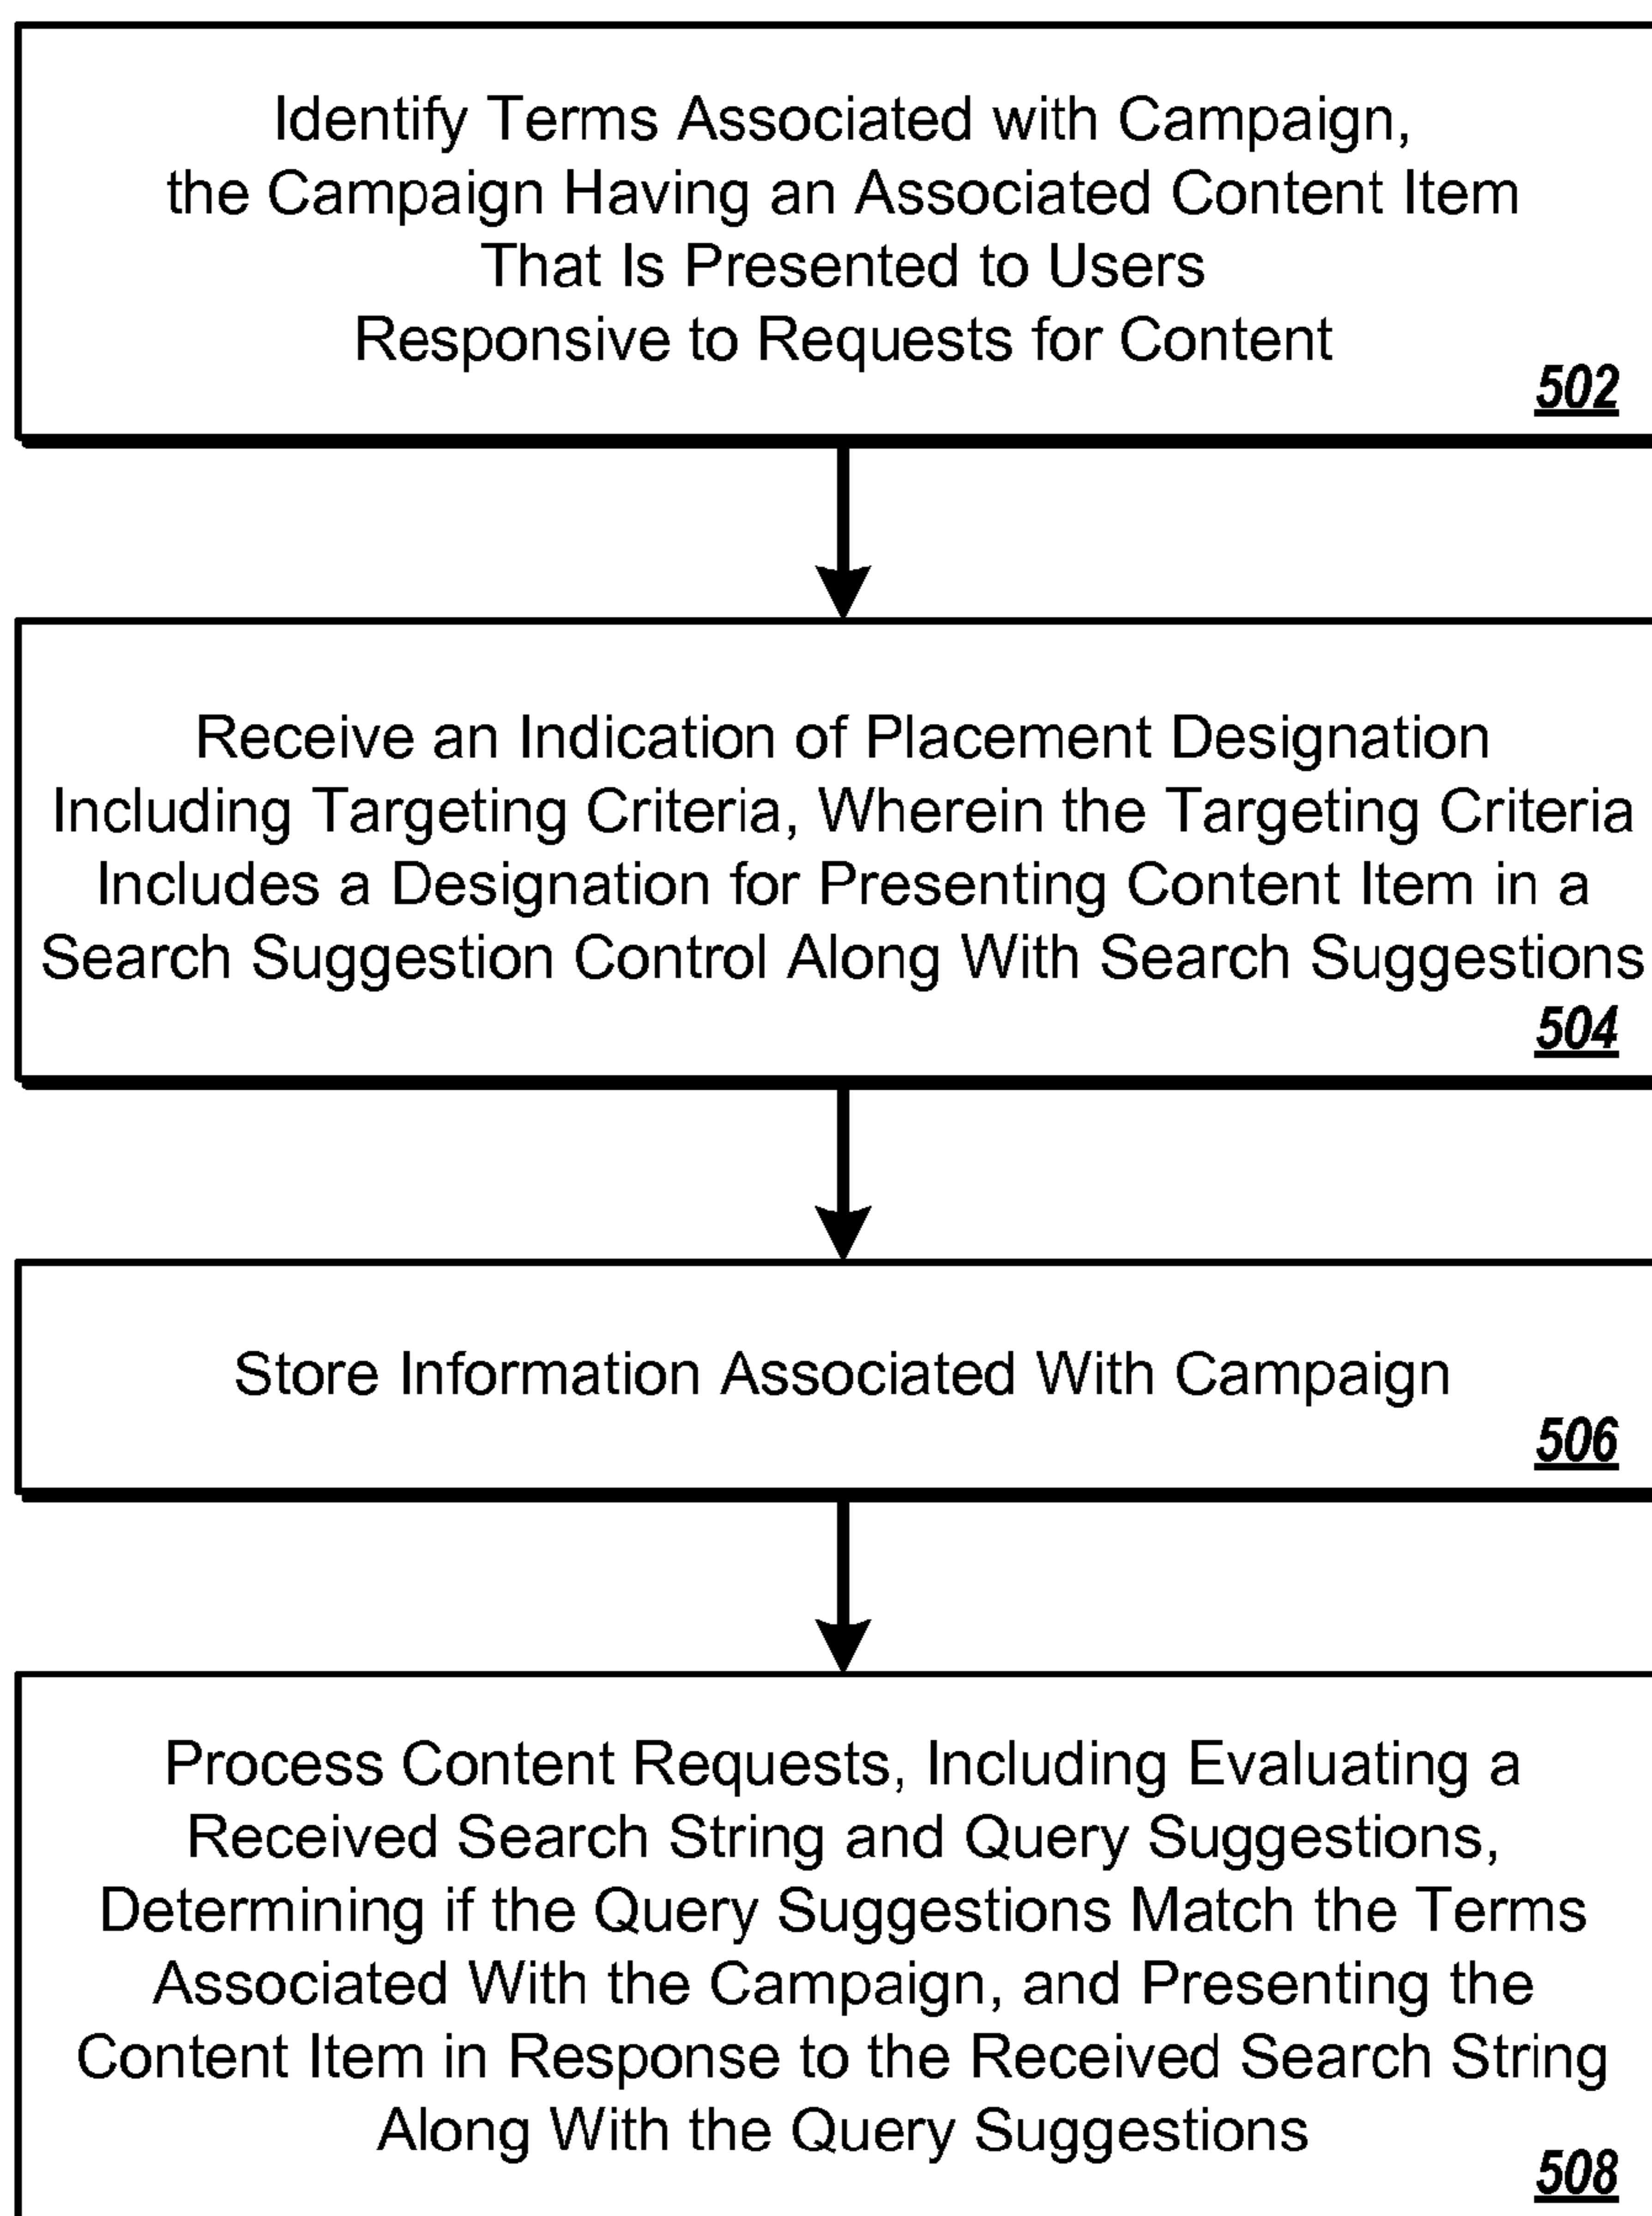 Identify Terms Associated with Campaign,
the Campaign Having an Associated Content Item
That Is Presented to Users
Responsive to Requests for Content
502
Receive an Indication of Placement Designation
Including Targeting Criteria, Wherein the Targeting Criteria
Includes a Designation for Presenting Content Item in a
Search Suggestion Control Along With Search Suggestions
504
Store Information Associated With Campaign
506
Process Content Requests, Including Evaluating a
Received Search String and Query Suggestions,
Determining if the Query Suggestions Match the Terms
Associated With the Campaign, and Presenting the
Content Item in Response to the Received Search String
Along With the Query Suggestions
508